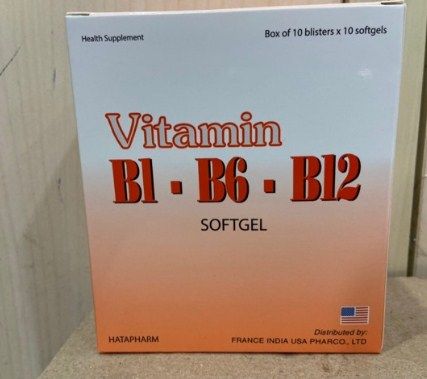 Health Supplement
Box of 10 blisters x 10 softgels
Vitamin
B1 · B6 · B12
SOFTGEL
Distributed by:
HATAPHARM
FRANCE INDIA USA PHARCO., LTD